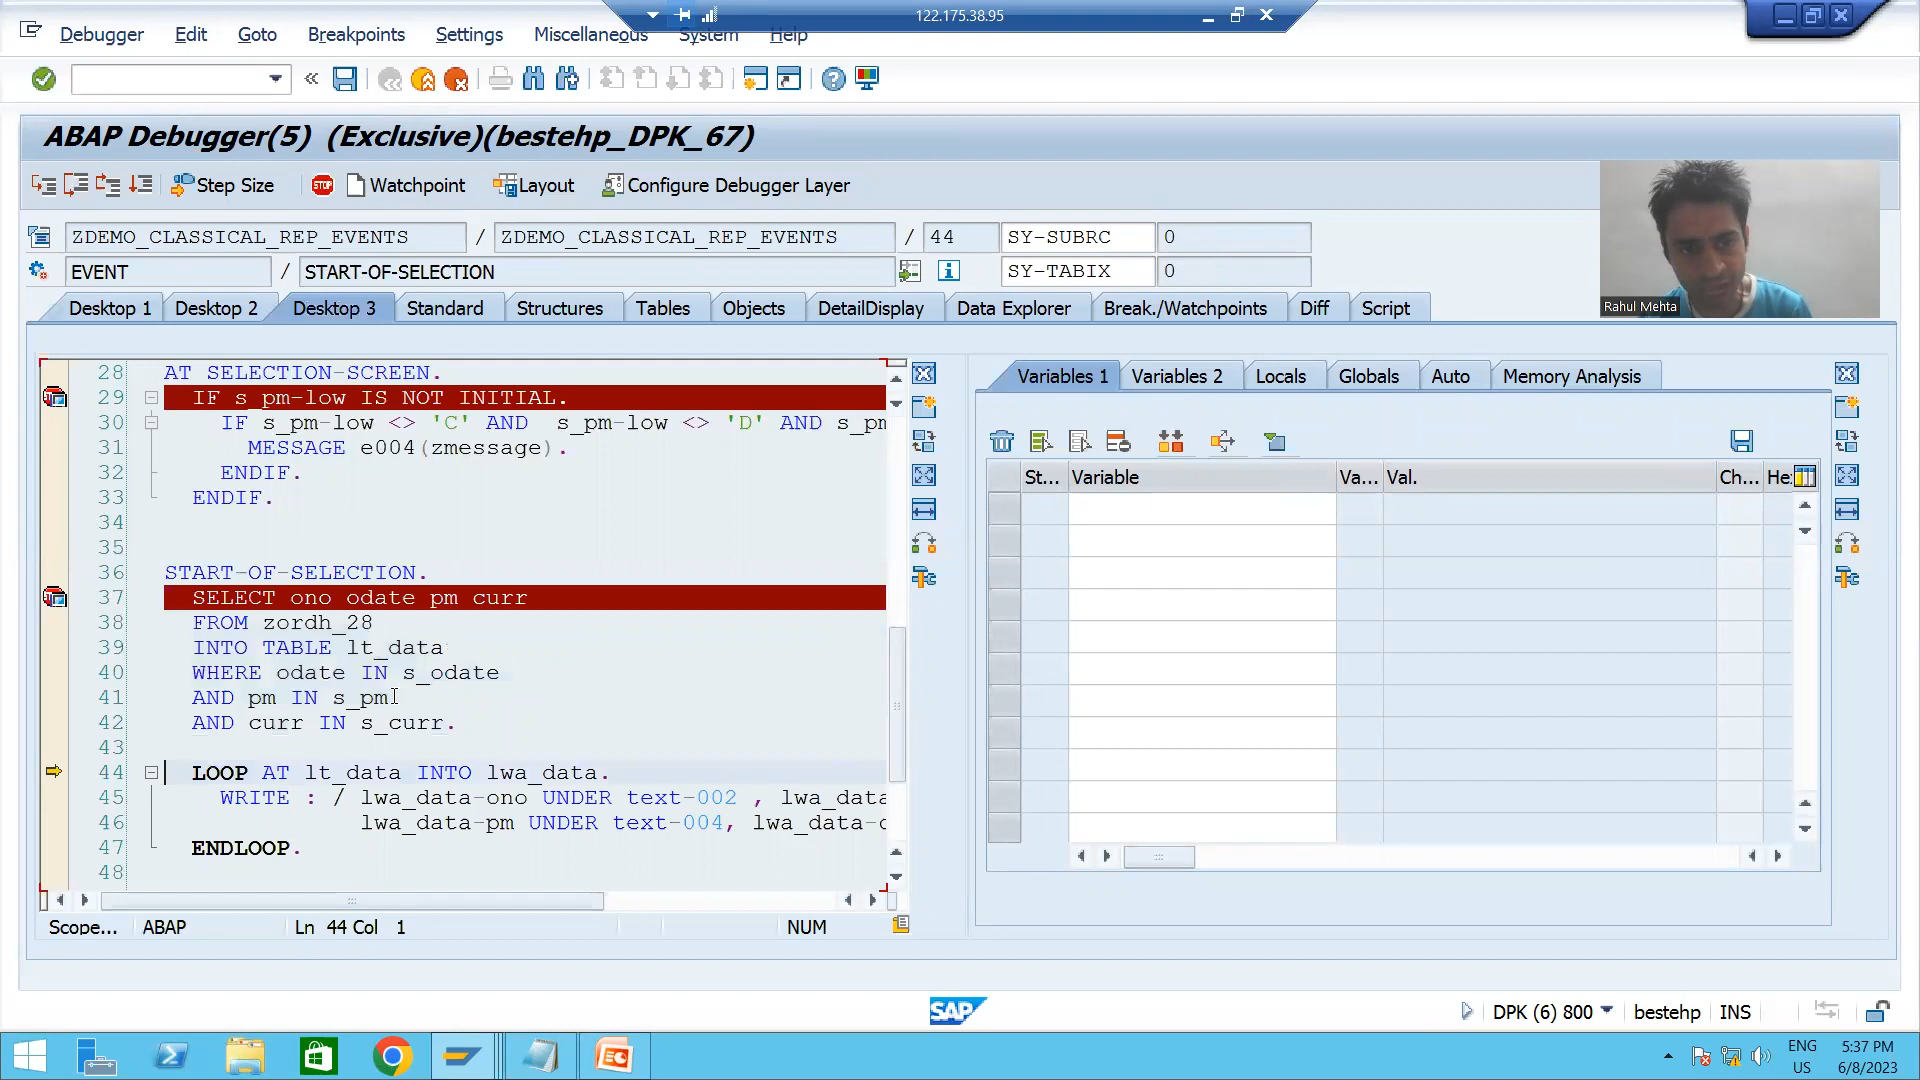 122.175.38.95
Debugger Edit Goto Breakpoints Settings Miscellaneous System Help
ABAP Debugger(5) (Exclusive)(bestehp_DPK_67)
Step Size STOP Watchpoint Layout Configure Debugger Layer
ZDEMO_CLASSICAL_REP_EVENTS / ZDEMO_CLASSICAL_REP_EVENTS / 44 SY-SUBRC 0
EVENT / START-OF-SELECTION SY-TABIX 0
Rahul Mehta
Desktop 1 Desktop 2 Desktop 3 Standard Structures Tables Objects DetailDisplay Data Explorer Break./Watchpoints Diff Script
Variables 1 Variables 2 Locals Globals Auto Memory Analysis
St... Variable Va... Val. Ch...
28 AT SELECTION-SCREEN.
29 IF s_pm-low IS NOT INITIAL.
30 IF s_pm-low <> 'C' AND s_pm-low <> 'D' AND s_pm
31 MESSAGE e004(zmessage).
32 ENDIF.
33 ENDIF.
34
35
36 START-OF-SELECTION.
37 SELECT ono odate pm curr
38 FROM zordh_28
39 INTO TABLE lt_data
40 WHERE odate IN s_odate
41 AND pm IN s_pm
42 AND curr IN s_curr.
43
44 LOOP AT lt_data INTO lwa_data.
45 WRITE : / lwa_data-ono UNDER text-002 , lwa_data
46 lwa_data-pm UNDER text-004, lwa_data-c
47 ENDLOOP.
48
Scope... ABAP Ln 44 Col 1 NUM
SAP DPK (6) 800 bestehp INS
ENG 5:37 PM
US 6/8/2023